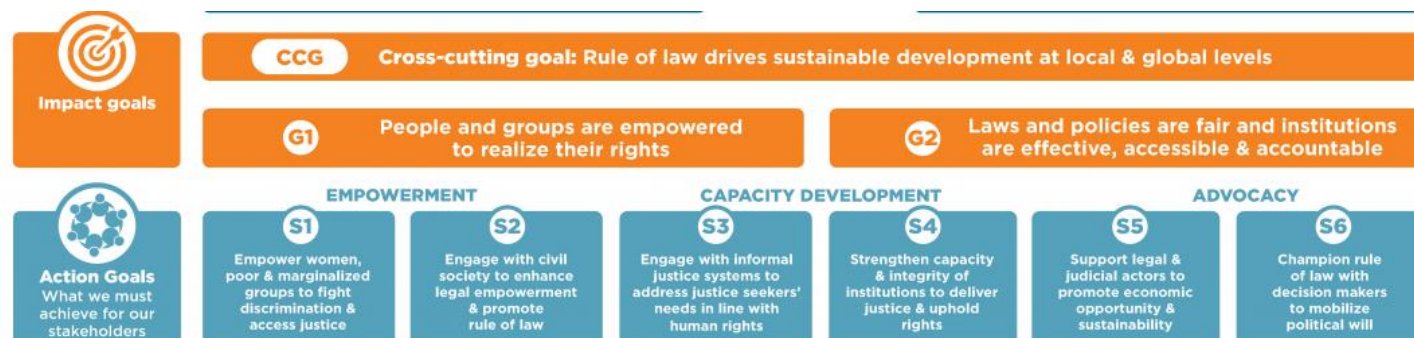 Impact goals
CCG
Cross-cutting goal: Rule of law drives sustainable development at local & global levels
G1
People and groups are empowered
to realize their rights
G2
Laws and policies are fair and institutions
are effective, accessible & accountable
Action Goals
What we must
achieve for our
stakeholders
EMPOWERMENT
S1
Empower women,
poor & marginalized
groups to fight
discrimination &
access justice
S2
Engage with civil
society to enhance
legal empowerment
& promote
rule of law
CAPACITY DEVELOPMENT
S3
Engage with informal
justice systems to
address justice seekers'
needs in line with
human rights
S4
Strengthen capacity
& integrity of
institutions to deliver
justice & uphold
rights
ADVOCACY
S5
Support legal &
judicial actors to
promote economic
opportunity &
sustainability
S6
Champion rule
of law with
decision makers
to mobilize
political will